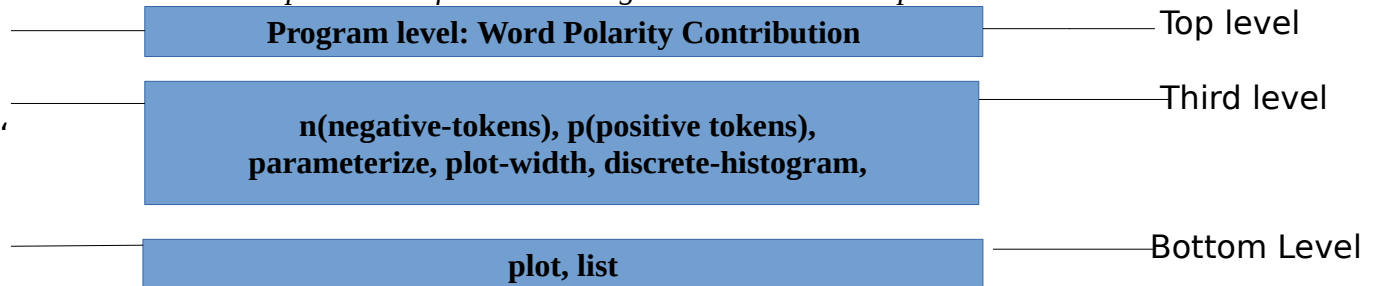 Program level: Word Polarity Contribution
Top level
Third level
n(negative-tokens), p(positive tokens),
parameterize, plot-width, discrete-histogram,
Bottom Level
plot, list